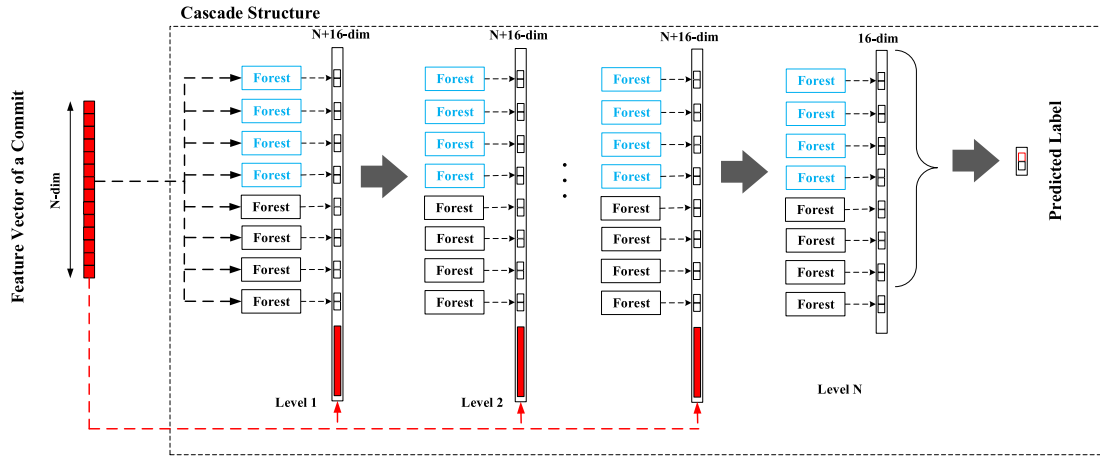 Cascade Structure
Feature Vector of a Commit
N-dim
N+16-dim
Forest
Forest
Forest
Forest
Forest
Forest
Forest
Forest
Level 1
N+16-dim
Forest
Forest
Forest
Forest
Forest
Forest
Forest
Forest
Level 2
N+16-dim
Forest
Forest
Forest
Forest
Forest
Forest
Forest
Forest
16-dim
Forest
Forest
Forest
Forest
Forest
Forest
Forest
Forest
Level N
Predicted Label